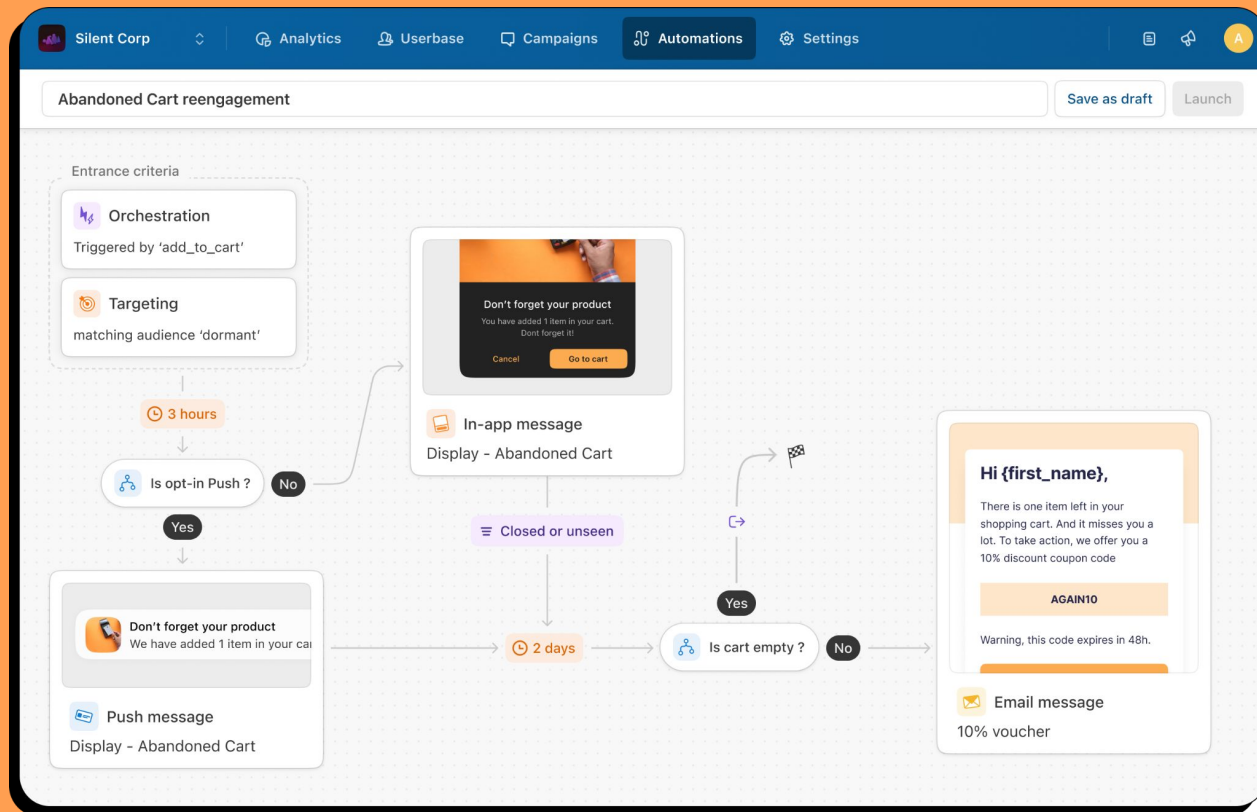 Silent Corp
Analytics
Userbase
Campaigns
Automations
Settings
A
Abandoned Cart reengagement
Save as draft
Launch
Entrance criteria
Orchestration
Triggered by ‘add_to_cart’
Targeting
matching audience ‘dormant’
3 hours
Is opt-in Push ?
No
Yes
Don’t forget your product
You have added 1 item in your cart.
Dont forget it!
Cancel
Go to cart
In-app message
Display - Abandoned Cart
Closed or unseen
Don’t forget your product
We have added 1 item in your
Push message
Display - Abandoned Cart
2 days
Is cart empty ?
Yes
No
Hi {first_name},
There is one item left in your
shopping cart. And it misses you a
lot. To take action, we offer you a
10% discount coupon code
AGAIN10
Warning, this code expires in 48h.
Email message
10% voucher